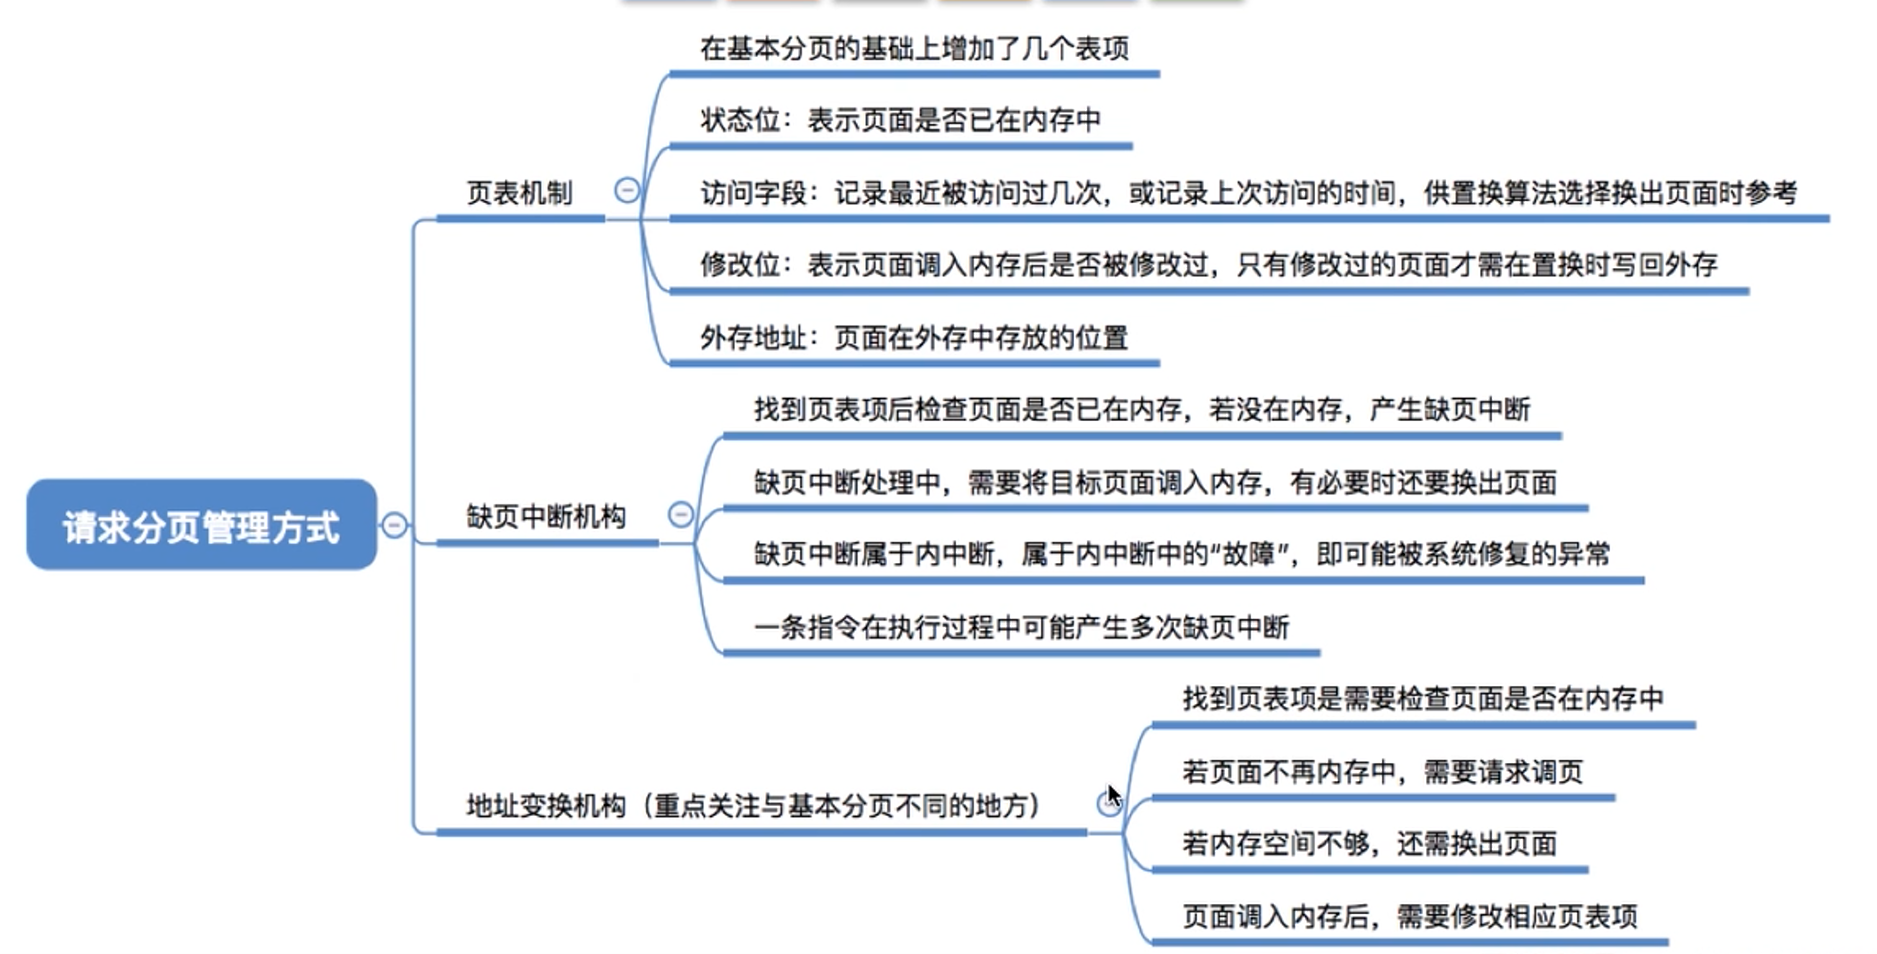 请求分页管理方式
页表机制
在基本分页的基础上增加了几个表项
状态位：表示页面是否已在内存中
访问字段：记录最近被访问过几次，或记录上次访问的时间，供置换算法选择换出页面时参考
修改位：表示页面调入内存后是否被修改过，只有修改过的页面才需在置换时写回外存
外存地址：页面在外存中存放的位置
缺页中断机构
找到页表项后检查页面是否已在内存，若没在内存，产生缺页中断
缺页中断处理中，需要将目标页面调入内存，有必要时还要换出页面
缺页中断属于内中断，属于内中断中的“故障”，即可能被系统修复的异常
一条指令在执行过程中可能产生多次缺页中断
地址变换机构（重点关注与基本分页不同的地方）
找到页表项是需要检查页面是否在内存中
若页面不再内存中，需要请求调页
若内存空间不够，还需换出页面
页面调入内存后，需要修改相应页表项